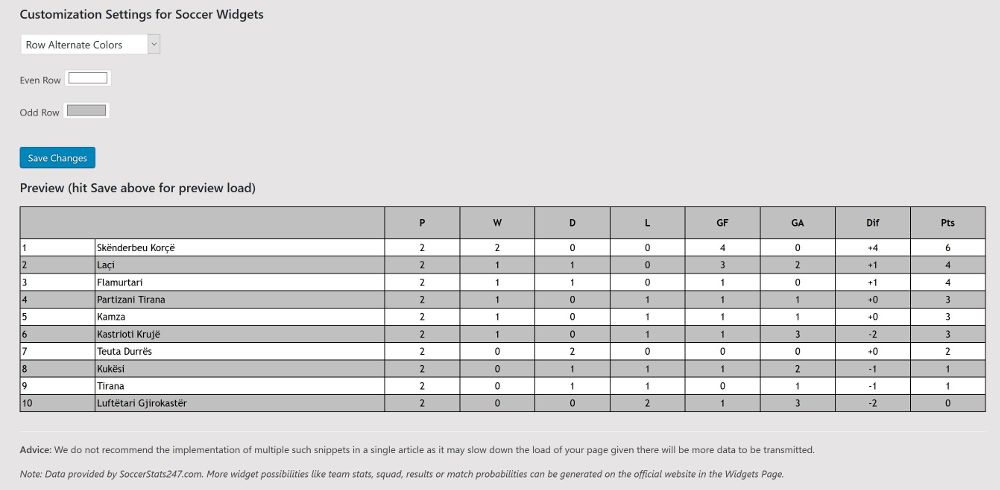 Customization Settings for Soccer Widgets
Row Alternate Colors
Even Row
Odd Row
Save Changes
Preview (hit Save above for preview load)
P W D L GF GA Dif Pts
1 Skënderbeu Korçë 2 2 0 0 4 0 +4 6
2 Laçi 2 1 1 0 3 2 +1 4
3 Flamurtari 2 1 1 0 1 0 +1 4
4 Partizani Tirana 2 1 0 1 1 1 +0 3
5 Kamza 2 1 0 1 1 1 +0 3
6 Kastrioti Krujë 2 1 0 1 1 3 -2 3
7 Teuta Durrës 2 0 2 0 0 0 +0 2
8 Kukësi 2 0 1 1 1 2 -1 1
9 Tirana 2 0 1 1 0 1 -1 1
10 Luftëtari Gjirokastër 2 0 0 2 1 3 -2 0
Advice: We do not recommend the implementation of multiple such snippets in a single article as it may slow down the load of your page given there will be more data to be transmitted.
Note: Data provided by SoccerStats247.com. More widget possibilities like team stats, squad, results or match probabilities can be generated on the official website in the Widgets Page.